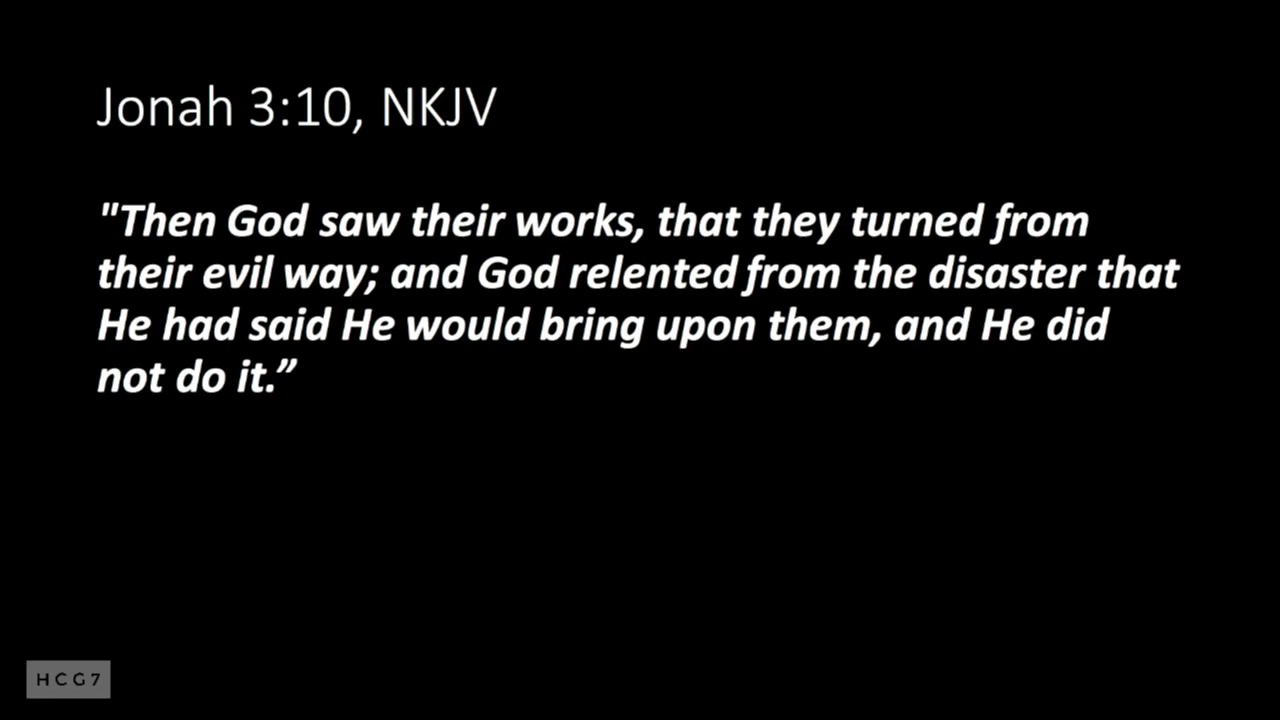 Jonah 3:10, NKJV
"Then God saw their works, that they turned from
their evil way; and God relented from the disaster that
He had said He would bring upon them, and He did
not do it.”
HCG7